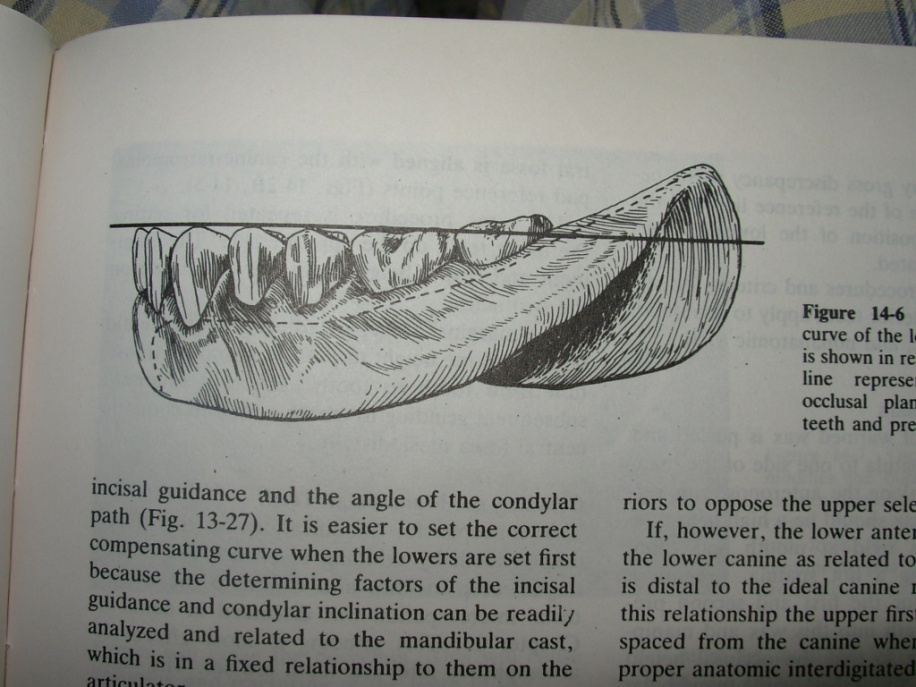 Figure 14-6
curve of the l
is shown in re
line represe
occlusal plan
teeth and pre
incisal guidance and the angle of the condylar
path (Fig. 13-27). It is easier to set the correct
compensating curve when the lowers are set first
because the determining factors of the incisal
guidance and condylar inclination can be readily
analyzed and related to the mandibular cast,
which is in a fixed relationship to them on the
articulator
riors to oppose the upper sele
If, however, the lower anter
the lower canine as related to
is distal to the ideal canine
this relationship the upper firs
spaced from the canine whe
proper anatomic interdigitated